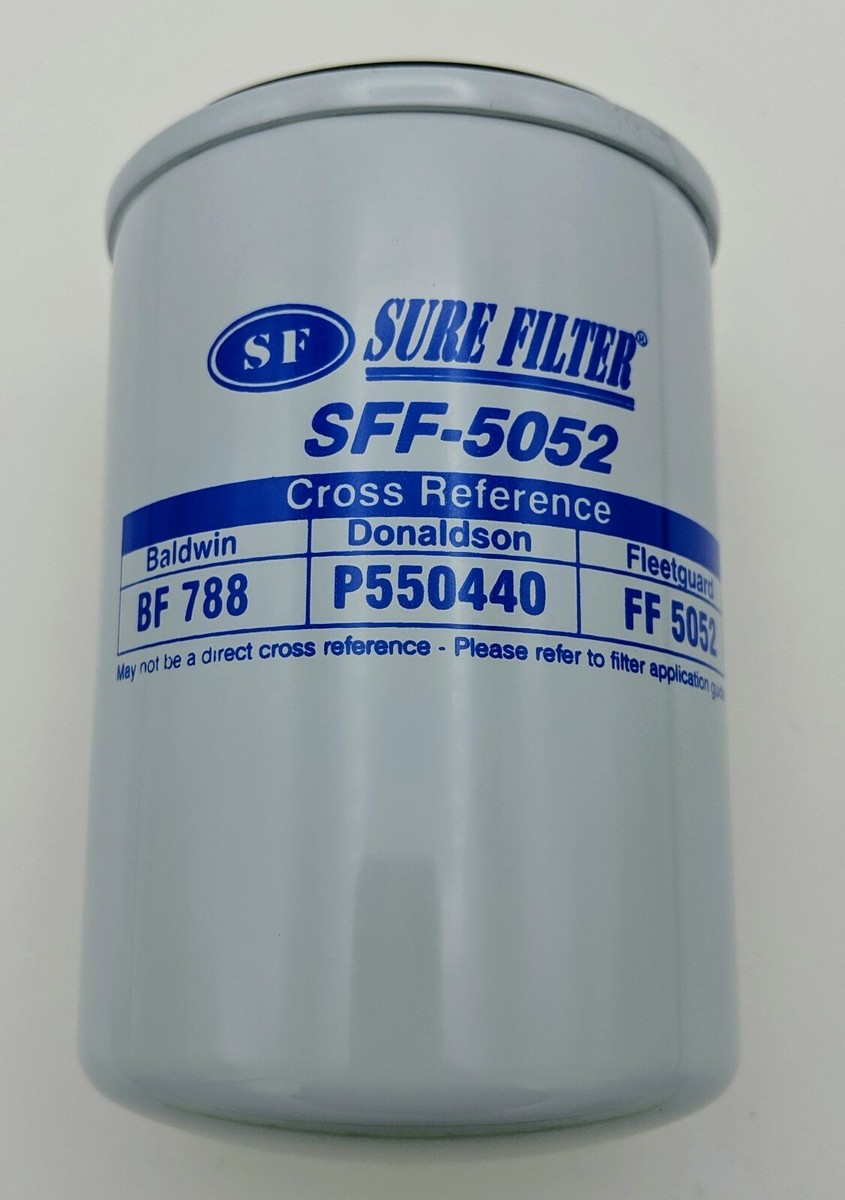 SF SURE FILTER®
SFF-5052
Cross Reference
Baldwin Donaldson Fleetguard
BF 788 P550440 FF 5052
May not be a direct cross reference - Please refer to filter application